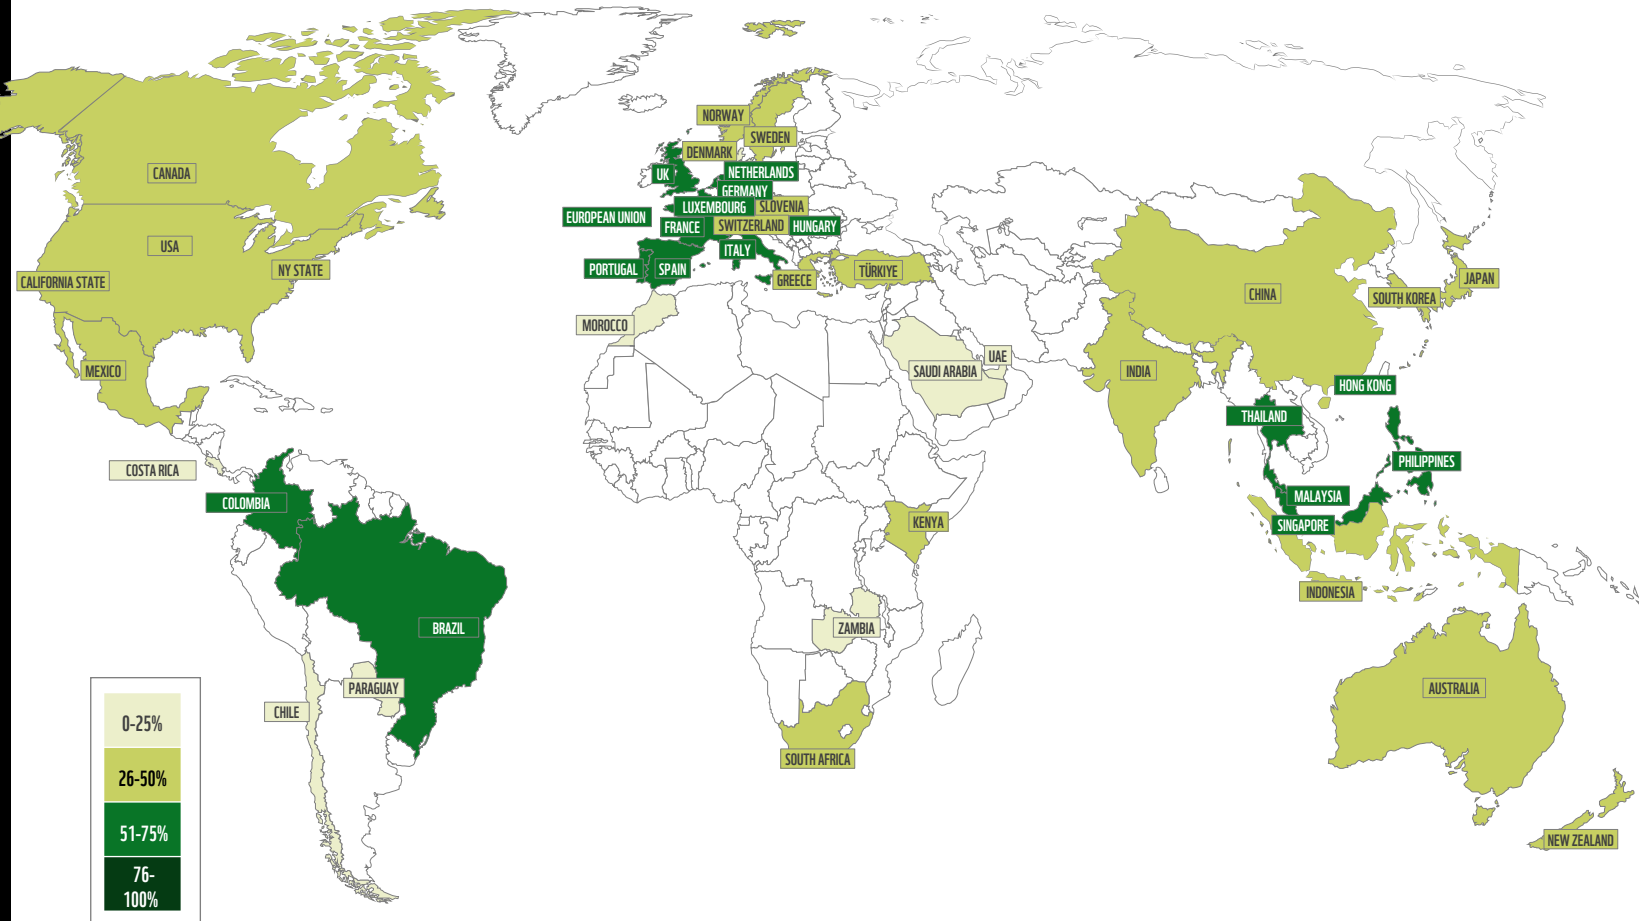 NORWAY
SWEDEN
DENMARK
CANADA
UK
NETHERLANDS
GERMANY
LUXEMBOURG
SLOVENIA
EUROPEAN UNION
FRANCE
SWITZERLAND
HUNGARY
USA
ITALY
CALIFORNIA STATE
NY STATE
PORTUGAL
SPAIN
GREECE
TÜRKIYE
CHINA
SOUTH KOREA
JAPAN
MOROCCO
UAE
MEXICO
SAUDI ARABIA
INDIA
HONG KONG
THAILAND
COSTA RICA
PHILIPPINES
COLOMBIA
MALAYSIA
KENYA
SINGAPORE
INDONESIA
BRAZIL
ZAMBIA
PARAGUAY
AUSTRALIA
CHILE
SOUTH AFRICA
NEW ZEALAND
0-25%
26-50%
51-75%
76-
100%